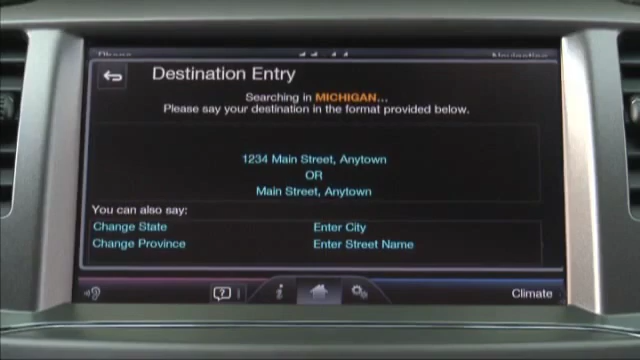 Destination Entry
Searching in MICHIGAN...
Please say your destination in the format provided below.
1234 Main Street, Anytown
OR
Main Street, Anytown
You can also say:
Change State
Enter City
Change Province
Enter Street Name
?
i
Climate